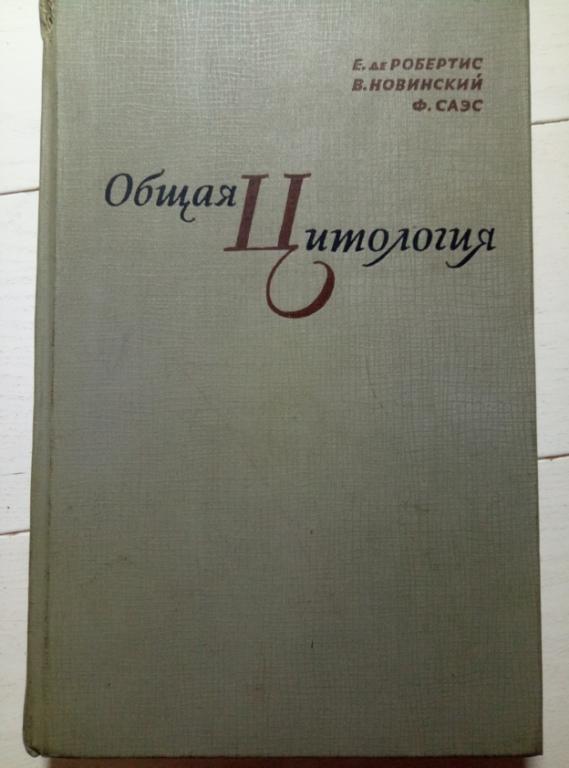 Е. де РОБЕРТИС
В. НОВИНСКИЙ
Ф. САЭС
Общая Цитология